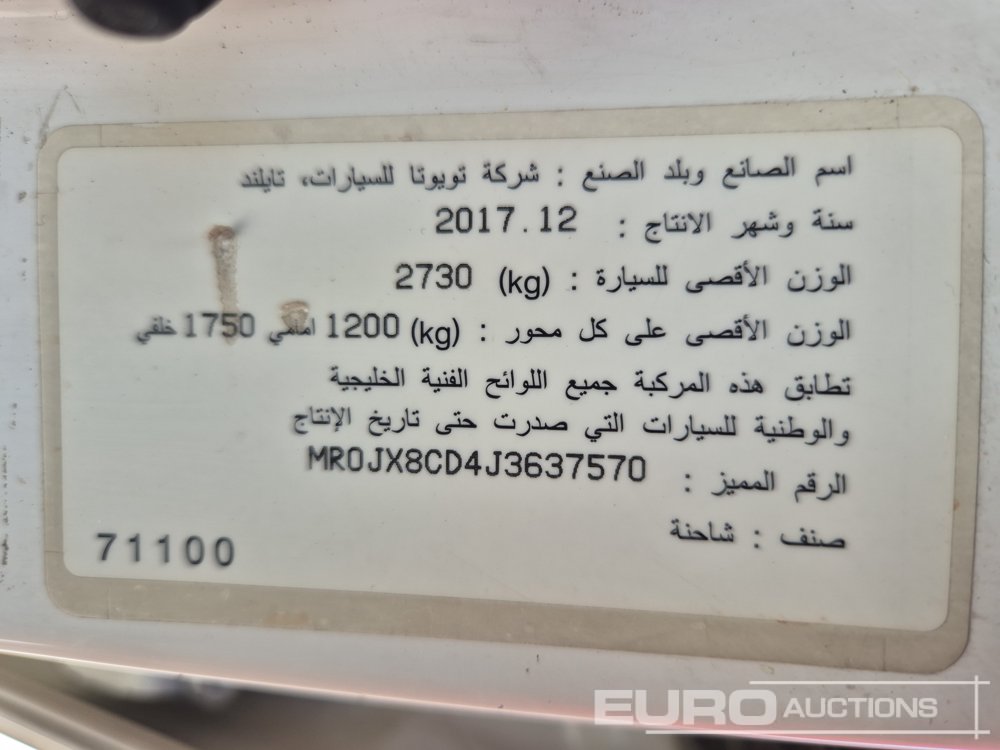 اسم الصانع وبلد الصنع : شركة تويوتا للسيارات، تايلند
سنة وشهر الانتاج : 2017.12
الوزن الأقصى للسيارة : (kg) 2730
الوزن الأقصى على كل محور : (kg) 1200 امامي 1750 خلفي
تطابق هذه المركبة جميع اللوائح الفنية الخليجية
والوطنية للسيارات التي صدرت حتى تاريخ الإنتاج
الرقم المميز : MR0JX8CD4J3637570
صنف : شاحنة
71100
EURO AUCTIONS